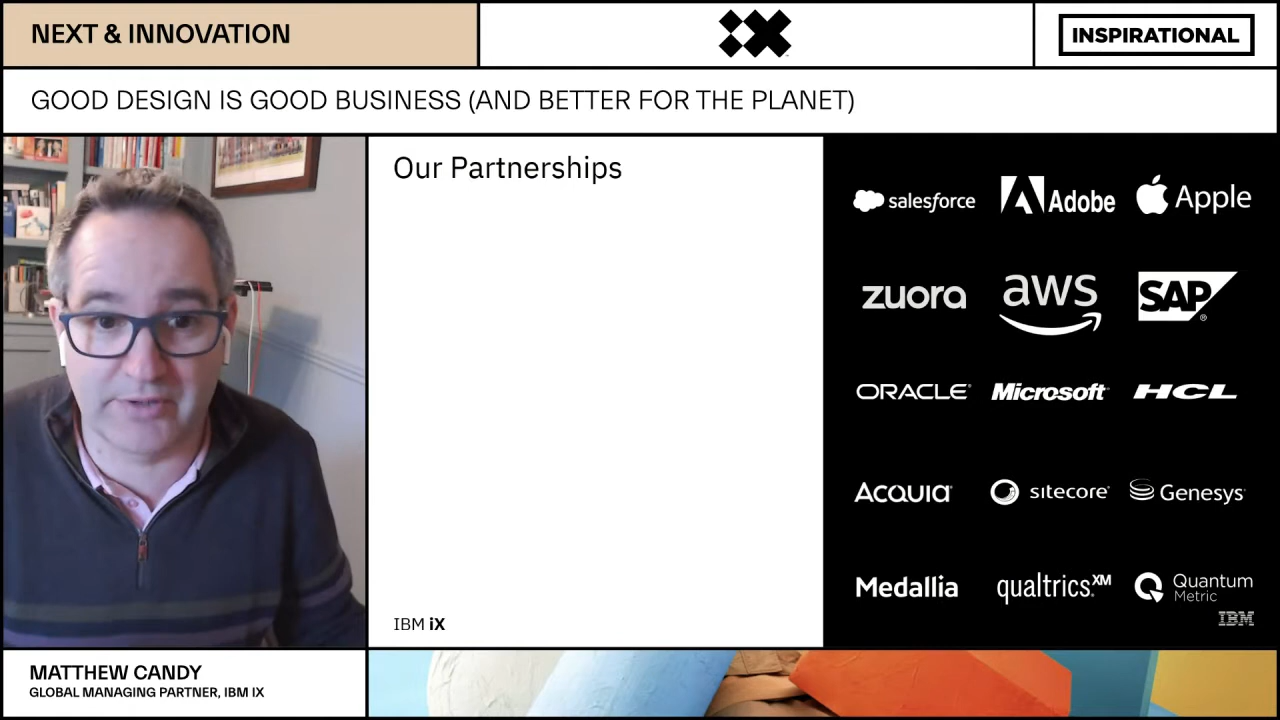 NEXT & INNOVATION
INSPIRATIONAL
GOOD DESIGN IS GOOD BUSINESS (AND BETTER FOR THE PLANET)
Our Partnerships
salesforce Adobe Apple
zuora aws SAP®
ORACLE® Microsoft HCL
ACQUIA sitecore Genesys
Medallia qualtrics.XM Quantum Metric
IBM
IBM iX
MATTHEW CANDY
GLOBAL MANAGING PARTNER, IBM IX